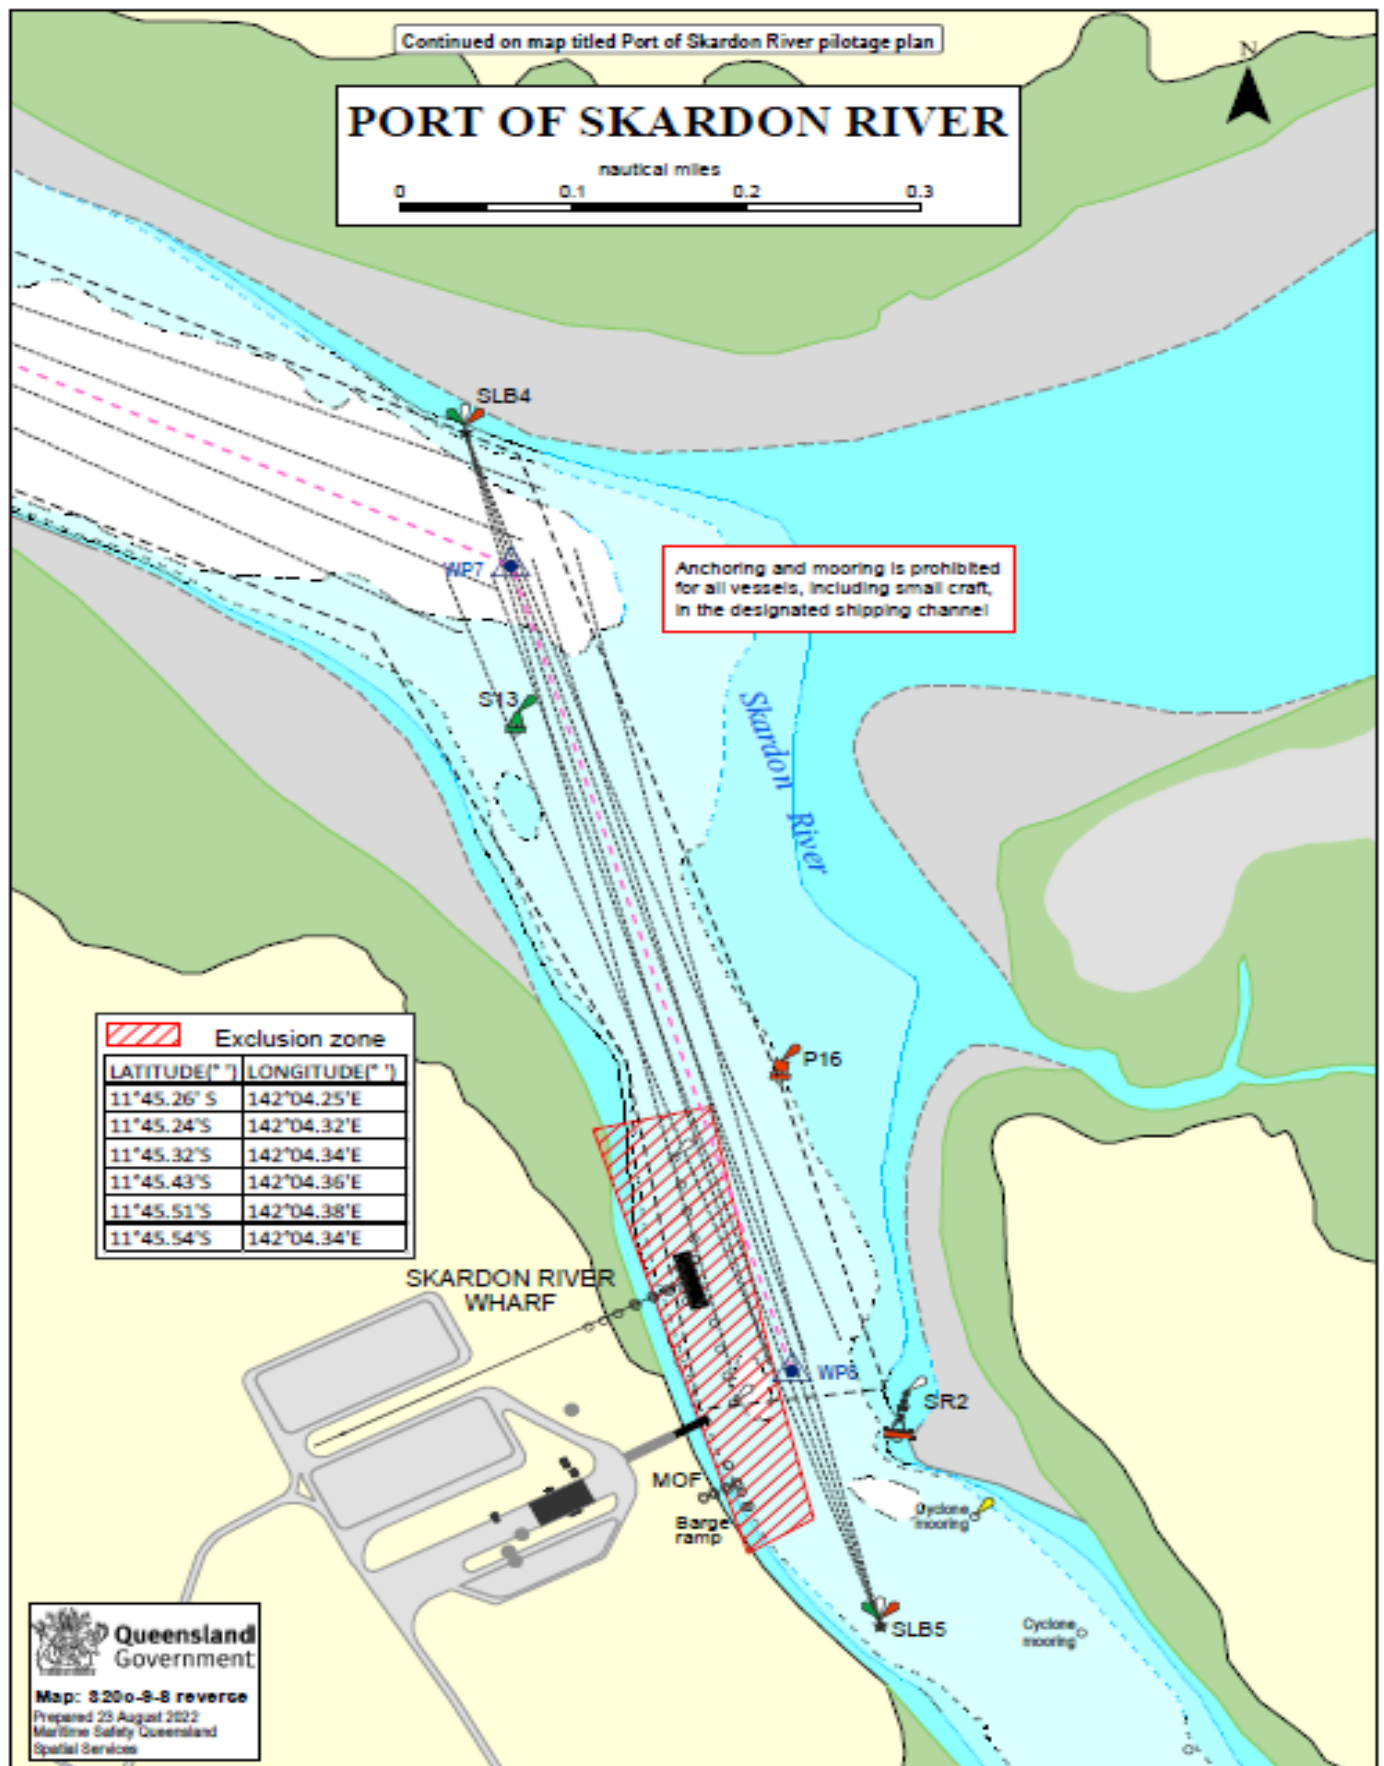 Continued on map titled Port of Skardon River pilotage plan
N
PORT OF SKARDON RIVER
nautical miles
0 0.1 0.2 0.3
SLB4
WP7
Anchoring and mooring is prohibited
for all vessels, including small craft,
in the designated shipping channel
S13
Skardon River
P16
Exclusion zone
LATITUDE(° ') LONGITUDE(° ')
11°45.26' S 142°04.25'E
11°45.24'S 142°04.32'E
11°45.32'S 142°04.34'E
11°45.43'S 142°04.36'E
11°45.51'S 142°04.38'E
11°45.54'S 142°04.34'E
SKARDON RIVER
WHARF
SR2
MOF
Barge
ramp
Cyclone
mooring
SLB5
Cyclone
mooring
Queensland
Government
Map: S20o-9-8 reverse
Prepared 23 August 2022
Maritime Safety Queensland
Spatial Services